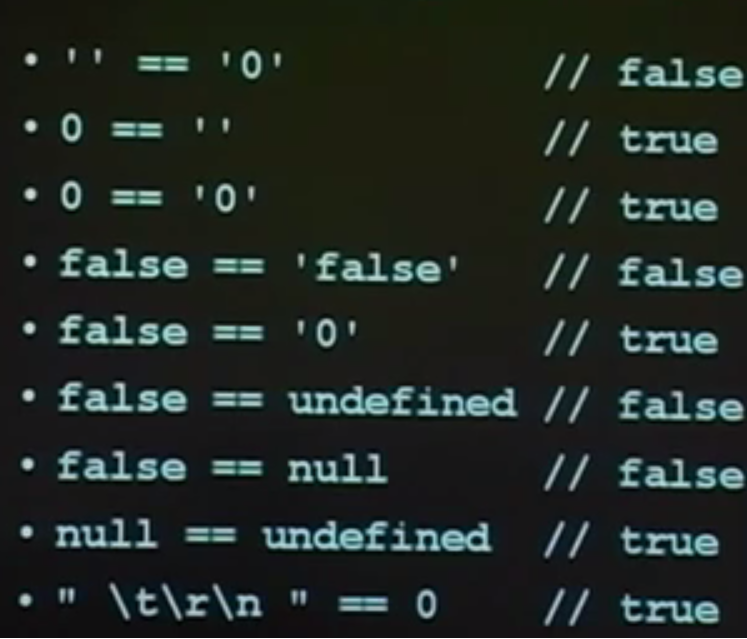 • '' == '0' // false
• 0 == '' // true
• 0 == '0' // true
• false == 'false' // false
• false == '0' // true
• false == undefined // false
• false == null // false
• null == undefined // true
• " \t\r\n " == 0 // true